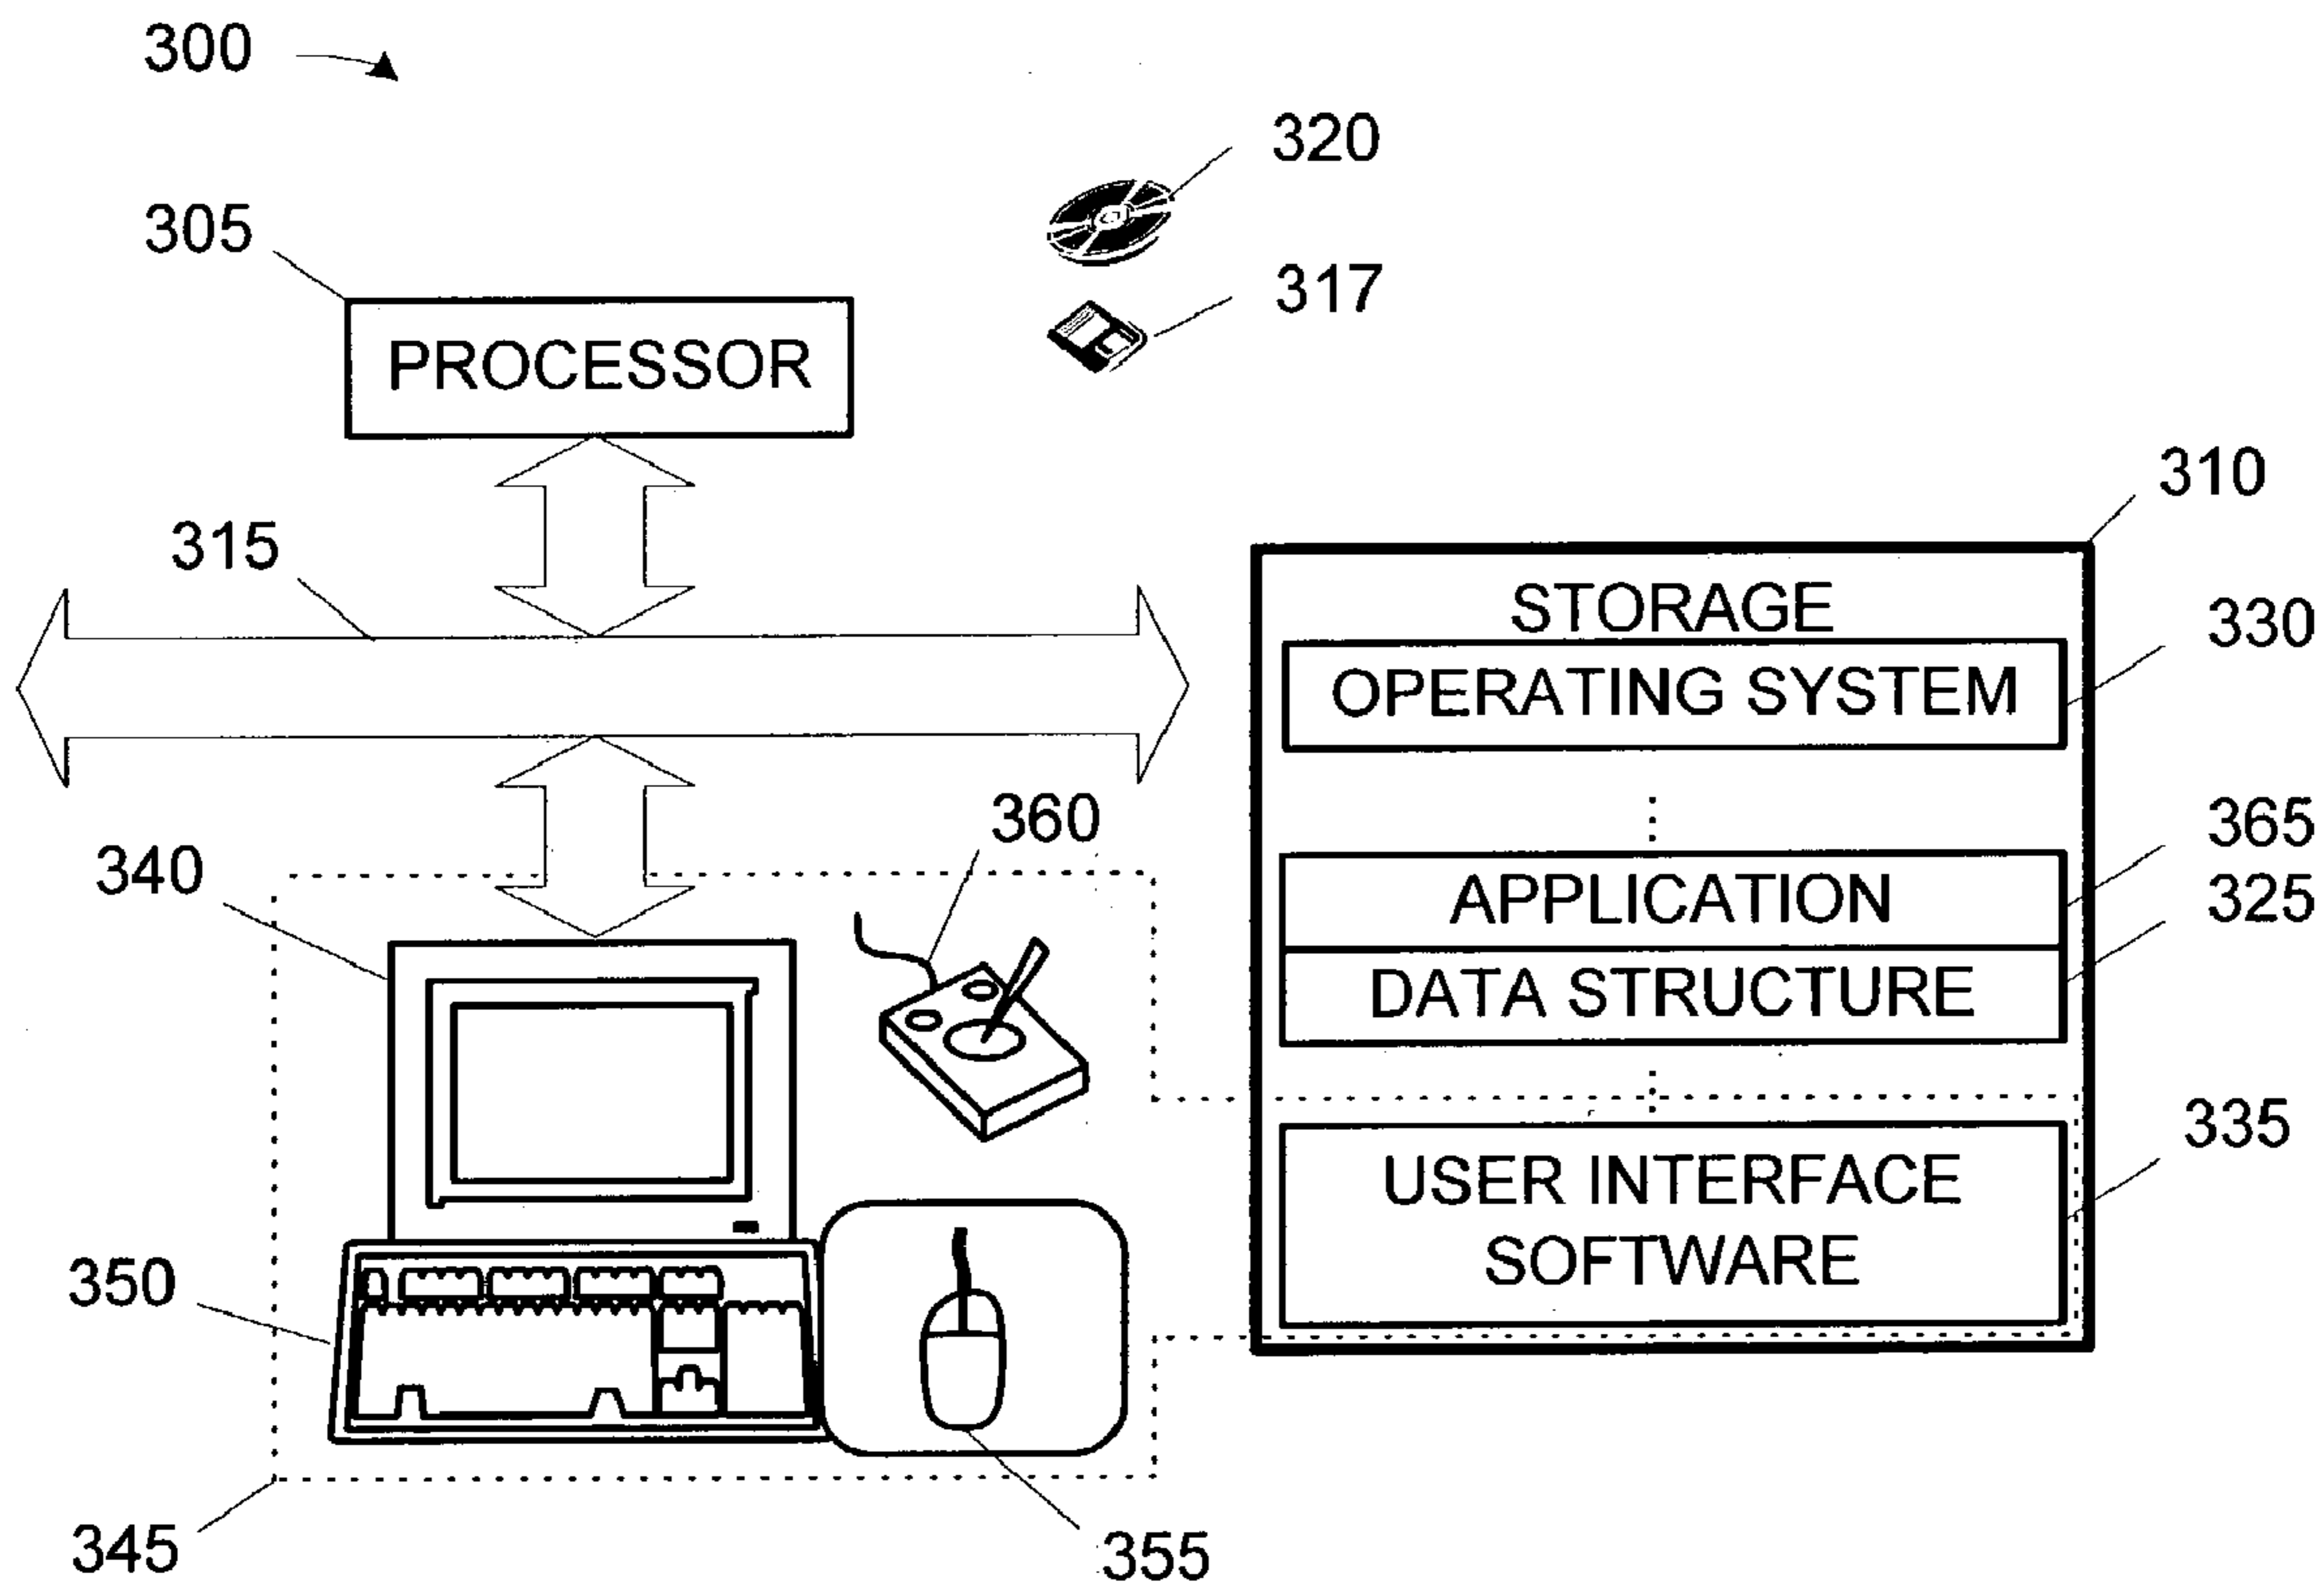 300
320
305
317
PROCESSOR
310
315
STORAGE
330
OPERATING SYSTEM
360
365
340
APPLICATION
325
DATA STRUCTURE
335
USER INTERFACE
SOFTWARE
350
345
355